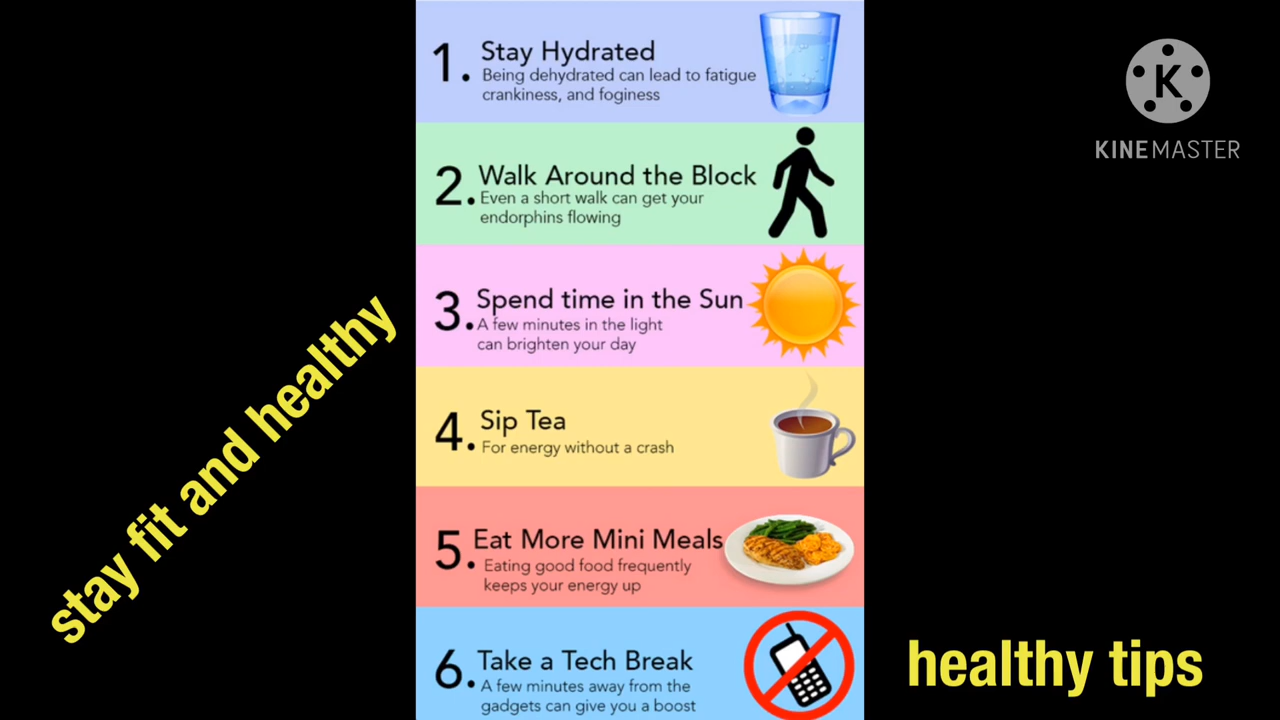 1. Stay Hydrated
Being dehydrated can lead to fatigue
crankiness, and foginess
2. Walk Around the Block
Even a short walk can get your
endorphins flowing
3. Spend time in the Sun
A few minutes in the light
can brighten your day
4. Sip Tea
For energy without a crash
5. Eat More Mini Meals
Eating good food frequently
keeps your energy up
6. Take a Tech Break
A few minutes away from the
gadgets can give you a boost
stay fit and healthy
healthy tips
K
KINEMASTER